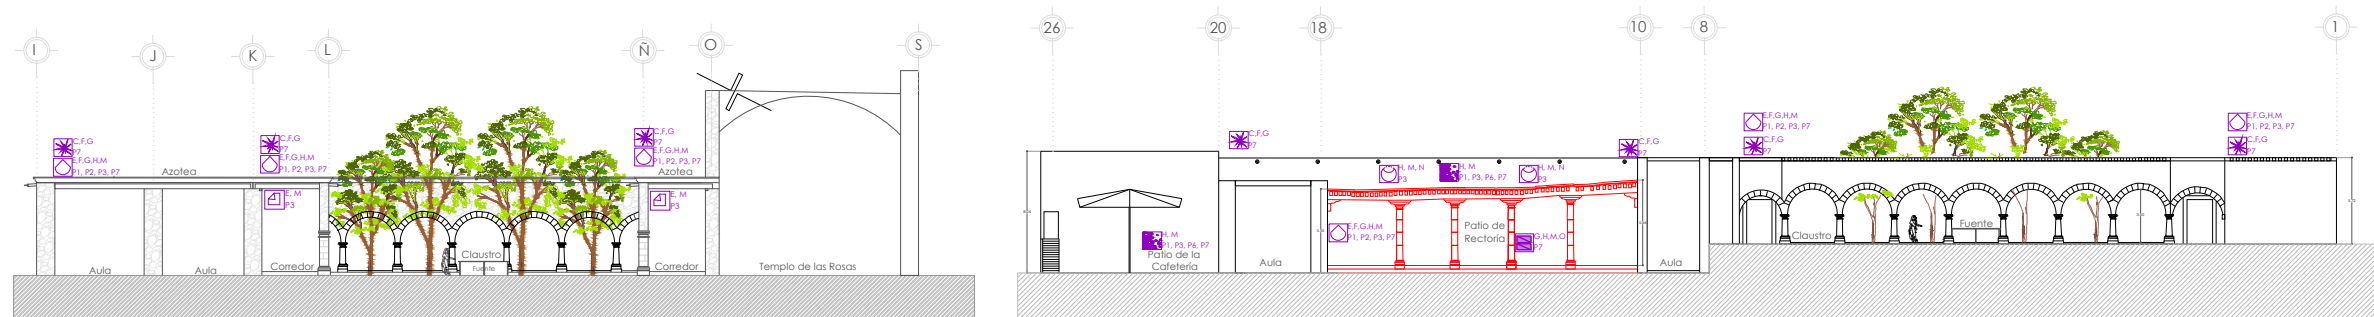 I
J
K
L
Ñ
O
S
C,F,G
P7
E,F,G,H,M
P1, P2, P3, P7
C,F,G
P7
E,F,G,H,M
P1, P2, P3, P7
C,F,G
P7
E,F,G,H,M
P1, P2, P3, P7
Azotea
Azotea
E, M
P3
E, M
P3
Aula
Aula
Corredor
Claustro
Fuente
Corredor
Templo de las Rosas
26
20
18
10
8
1
C,F,G
P7
C,F,G
P7
E,F,G,H,M
P1, P2, P3, P7
C,F,G
P7
E,F,G,H,M
P1, P2, P3, P7
C,F,G
P7
H, M, N
P3
H, M
P1, P3, P6, P7
H, M, N
P3
H, M
P1, P3, P6, P7
Patio de la
Cafetería
Aula
E,F,G,H,M
P1, P2, P3, P7
Patio de
Rectoría
G,H,M,O
P7
Aula
Claustro
Fuente